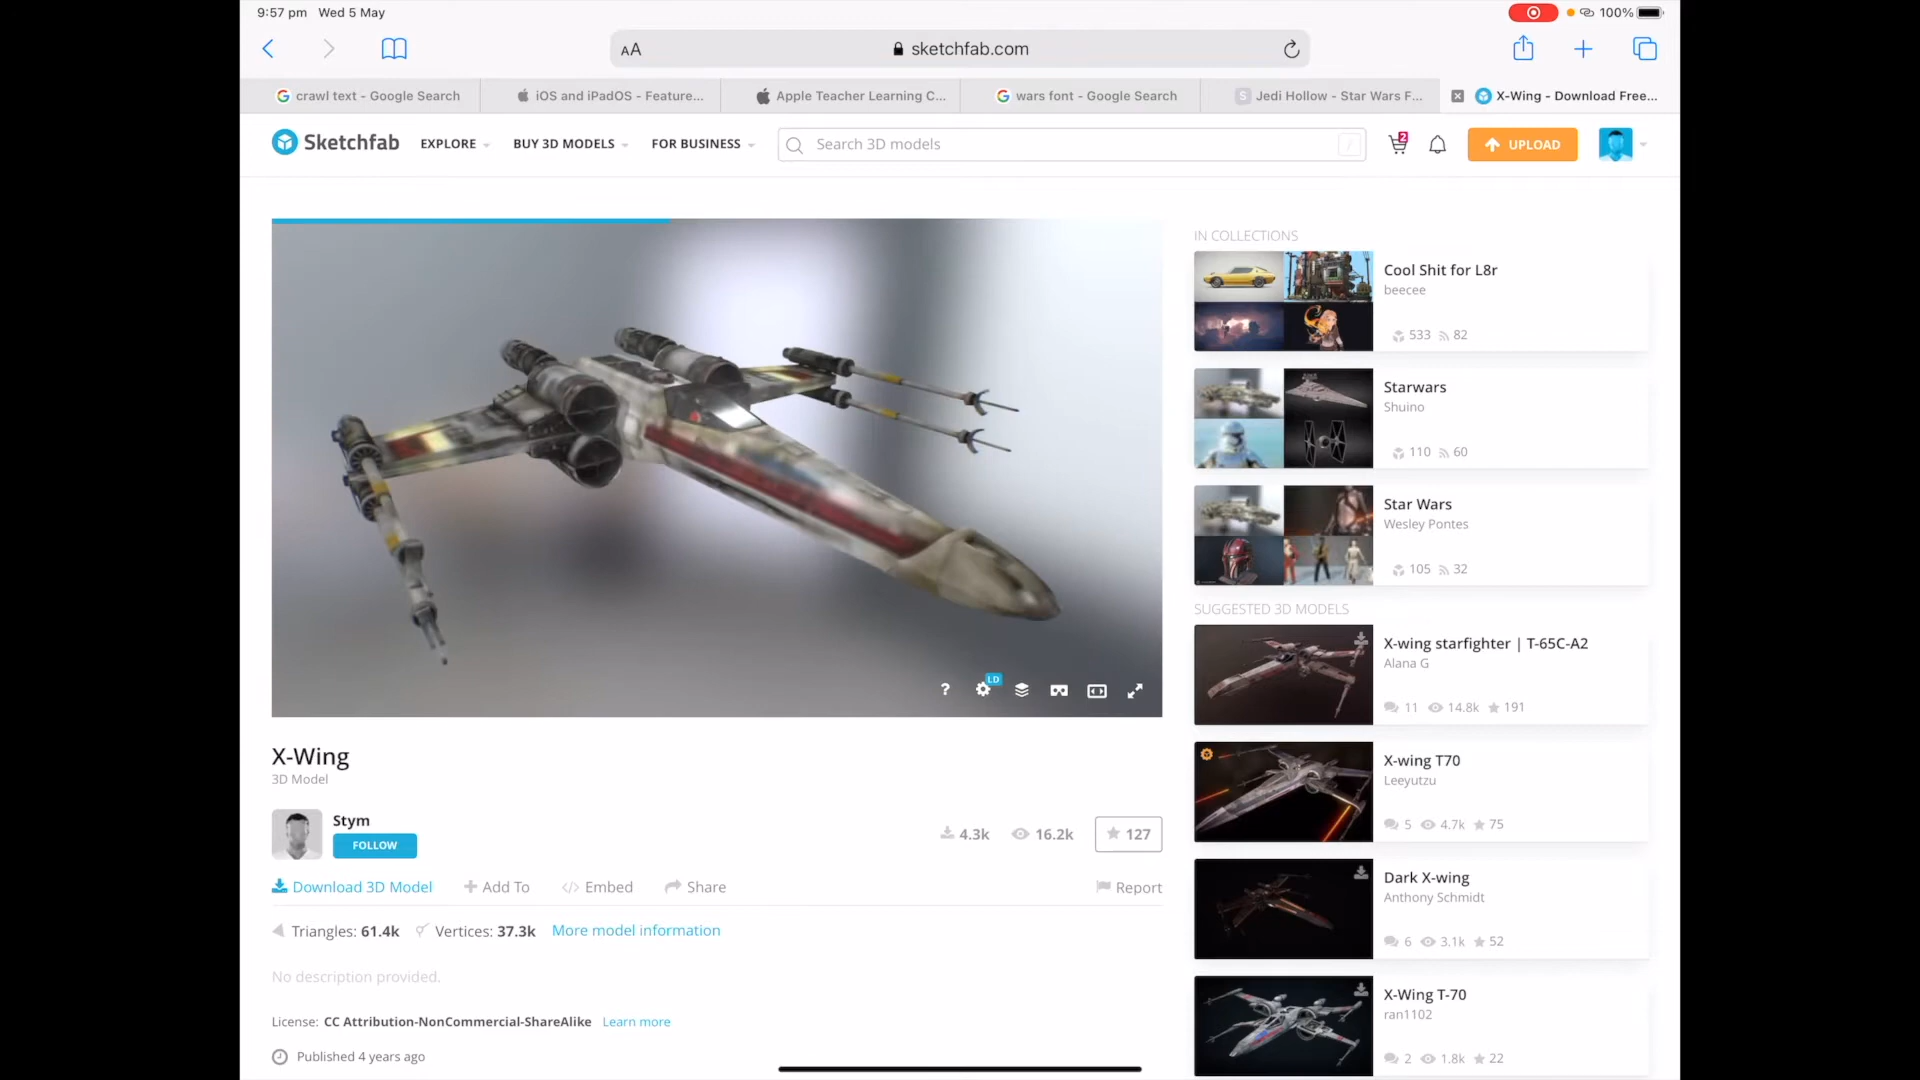 9:57 pm Wed 5 May
100%
AA
sketchfab.com
crawl text - Google Search
iOS and iPadOS - Feature...
Apple Teacher Learning C...
wars font - Google Search
S Jedi Hollow - Star Wars F...
X-Wing - Download Free...
Sketchfab
EXPLORE
BUY 3D MODELS
FOR BUSINESS
Search 3D models
/
2
UPLOAD
? LD
X-Wing
3D Model
Stym
FOLLOW
4.3k 16.2k 127
Download 3D Model
Add To
Embed
Share
Report
Triangles: 61.4k
Vertices: 37.3k
More model information
No description provided.
License: CC Attribution-NonCommercial-ShareAlike Learn more
Published 4 years ago
IN COLLECTIONS
Cool Shit for L8r
beecee
533 82
Starwars
Shuino
110 60
Star Wars
Wesley Pontes
105 32
SUGGESTED 3D MODELS
X-wing starfighter | T-65C-A2
Alana G
11 14.8k 191
X-wing T70
Leeyutzu
5 4.7k 75
Dark X-wing
Anthony Schmidt
6 3.1k 52
X-Wing T-70
ran1102
2 1.8k 22